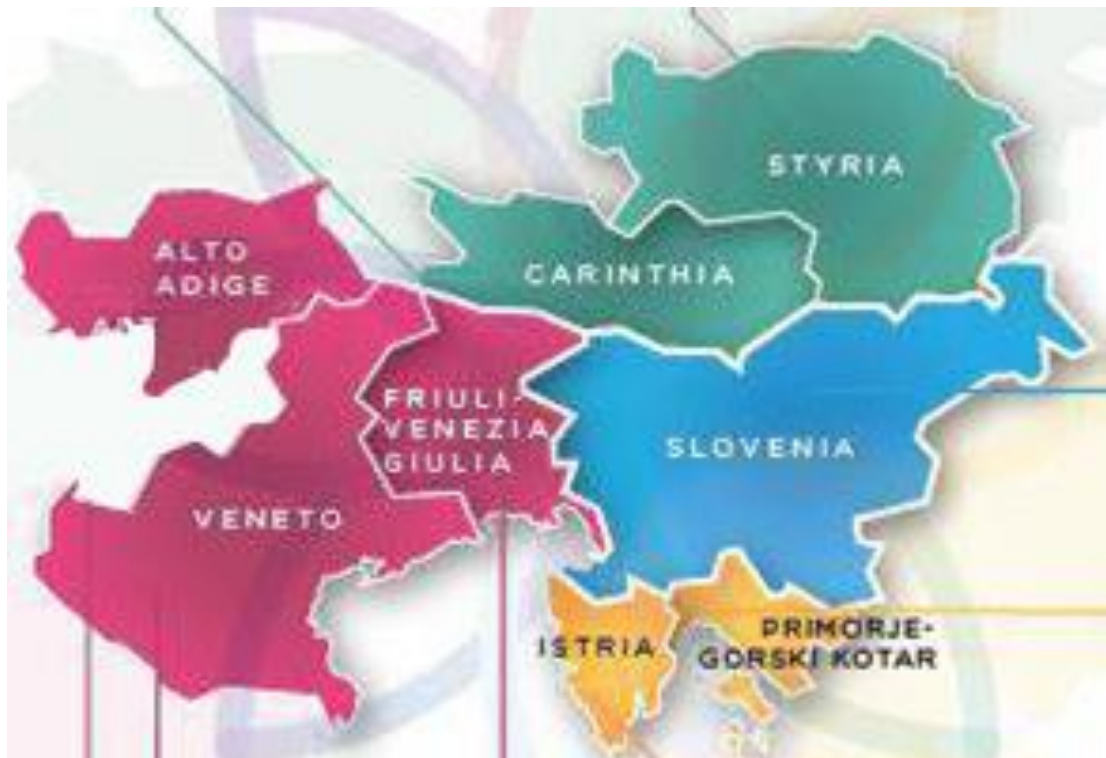 STYRIA
ALTO
ADIGE
CARINTHIA
FRIULI-
VENEZIA
GIULIA
SLOVENIA
VENETO
ISTRIA
PRIMORJE-
GORSKI KOTAR